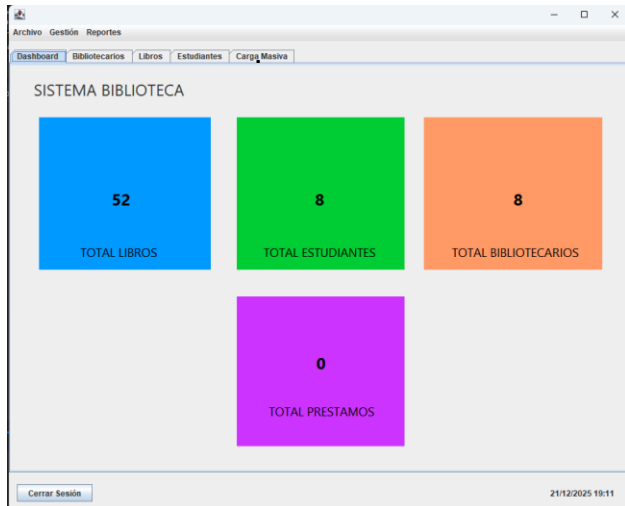 Archivo Gestión Reportes
Dashboard Bibliotecarios Libros Estudiantes Carga Masiva
SISTEMA BIBLIOTECA
52 8 8
TOTAL LIBROS TOTAL ESTUDIANTES TOTAL BIBLIOTECARIOS
0
TOTAL PRESTAMOS
Cerrar Sesión 21/12/2025 19:11